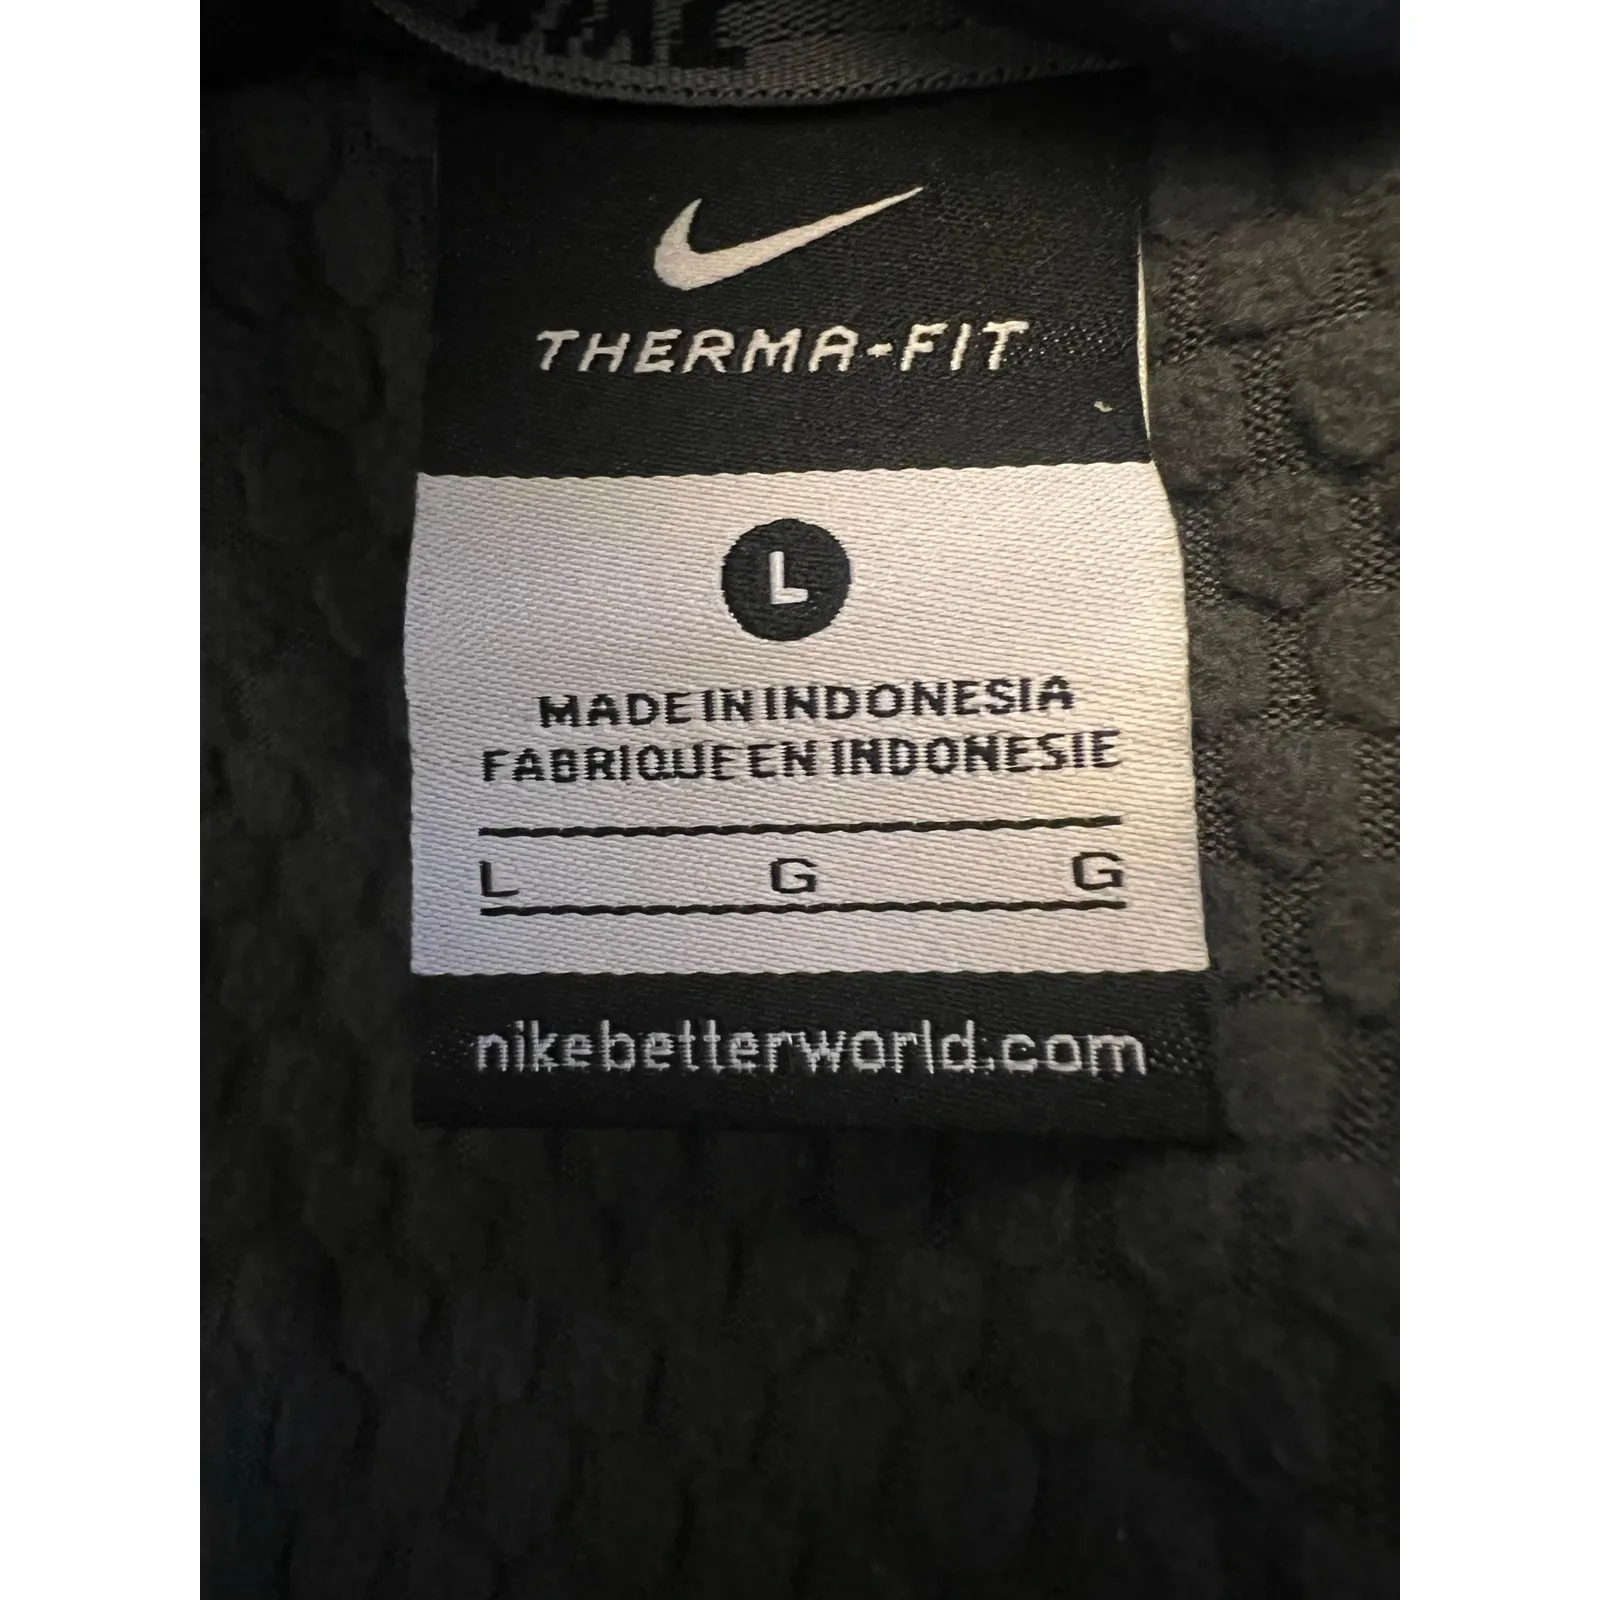 THERMA-FIT
L
MADE IN INDONESIA
FABRIQUE EN INDONESIE
L G G
nikebetterworld.com